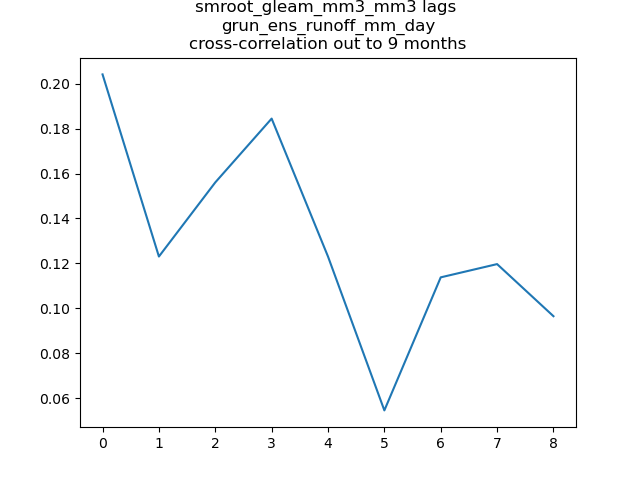 smroot_gleam_mm3_mm3 lags
grun_ens_runoff_mm_day
cross-correlation out to 9 months
0.20
0.18
0.16
0.14
0.12
0.10
0.08
0.06
0 1 2 3 4 5 6 7 8